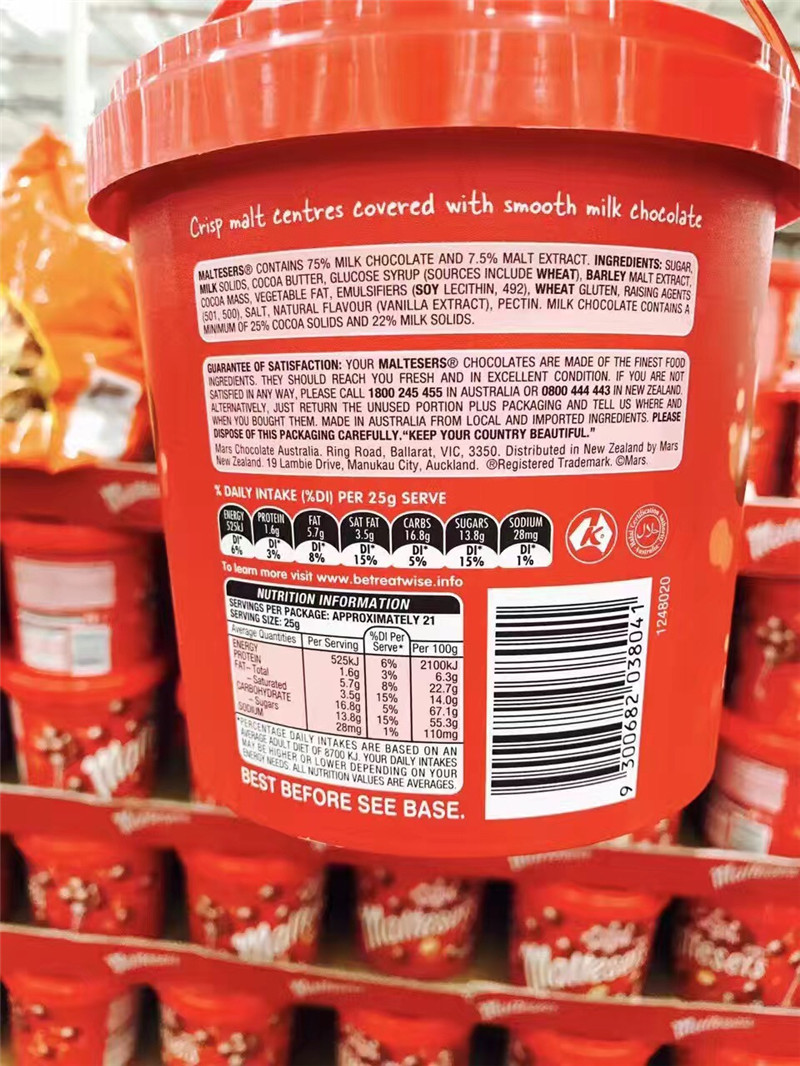 Crisp malt centres covered with smooth milk chocolate
MALTESERS® CONTAINS 75% MILK CHOCOLATE AND 7.5% MALT EXTRACT. INGREDIENTS: SUGAR,
MILK SOLIDS, COCOA BUTTER, GLUCOSE SYRUP (SOURCES INCLUDE WHEAT), BARLEY MALT EXTRACT,
COCOA MASS, VEGETABLE FAT, EMULSIFIERS (SOY LECITHIN, 492), WHEAT GLUTEN, RAISING AGENTS
(501, 500), SALT, NATURAL FLAVOUR (VANILLA EXTRACT), PECTIN. MILK CHOCOLATE CONTAINS A
MINIMUM OF 25% COCOA SOLIDS AND 22% MILK SOLIDS.
GUARANTEE OF SATISFACTION: YOUR MALTESERS® CHOCOLATES ARE MADE OF THE FINEST FOOD
INGREDIENTS. THEY SHOULD REACH YOU FRESH AND IN EXCELLENT CONDITION. IF YOU ARE NOT
SATISFIED IN ANY WAY, PLEASE CALL 1800 245 455 IN AUSTRALIA OR 0800 444 443 IN NEW ZEALAND.
ALTERNATIVELY, JUST RETURN THE UNUSED PORTION PLUS PACKAGING AND TELL US WHERE AND
WHEN YOU BOUGHT THEM. MADE IN AUSTRALIA FROM LOCAL AND IMPORTED INGREDIENTS. PLEASE
DISPOSE OF THIS PACKAGING CAREFULLY. "KEEP YOUR COUNTRY BEAUTIFUL."
Mars Chocolate Australia. Ring Road, Ballarat, VIC, 3350. Distributed in New Zealand by Mars
New Zealand. 19 Lambie Drive, Manukau City, Auckland. ®Registered Trademark. ©Mars.
% DAILY INTAKE (%DI) PER 25g SERVE
ENERGY PROTEIN FAT SAT FAT CARBS SUGARS SODIUM
525kJ 1.6g 5.7g 3.5g 16.8g 13.8g 28mg
DI* DI* DI* DI* DI* DI* DI*
6% 3% 8% 15% 5% 15% 1%
K
To learn more visit www.betreatwise.info
NUTRITION INFORMATION
SERVINGS PER PACKAGE: APPROXIMATELY 21
SERVING SIZE: 25g
Average Quantities Per Serving %DI Per Serve* Per 100g
ENERGY 525kJ 6% 2100kJ
PROTEIN 1.6g 3% 6.3g
FAT-Total 5.7g 8% 22.7g
- Saturated 3.5g 15% 14.0g
CARBOHYDRATE 16.8g 5% 67.1g
- Sugars 13.8g 15% 55.3g
SODIUM 28mg 1% 110mg
*PERCENTAGE DAILY INTAKES ARE BASED ON AN
AVERAGE ADULT DIET OF 8700 KJ. YOUR DAILY INTAKES
MAY BE HIGHER OR LOWER DEPENDING ON YOUR
ENERGY NEEDS. ALL NUTRITION VALUES ARE AVERAGES.
BEST BEFORE SEE BASE.
1248020
9 300682 038041